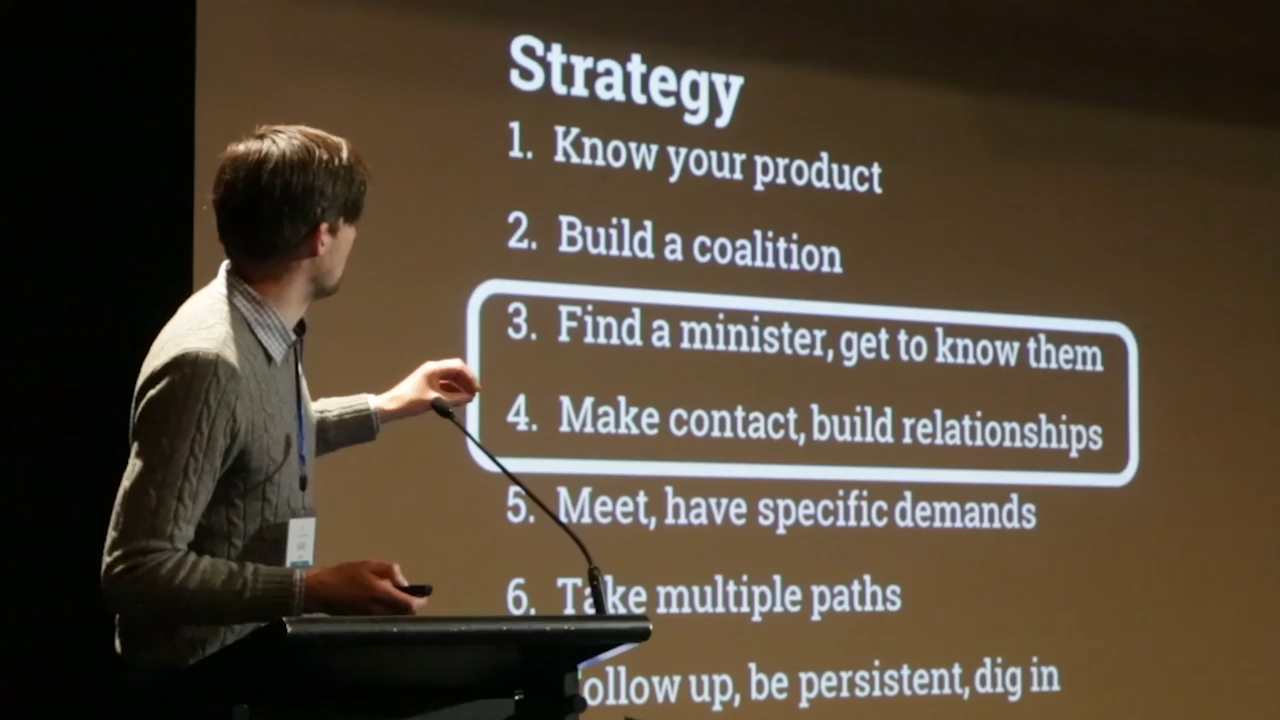 Strategy
1. Know your product
2. Build a coalition
3. Find a minister, get to know them
4. Make contact, build relationships
5. Meet, have specific demands
6. Take multiple paths
ollow up, be persistent, dig in